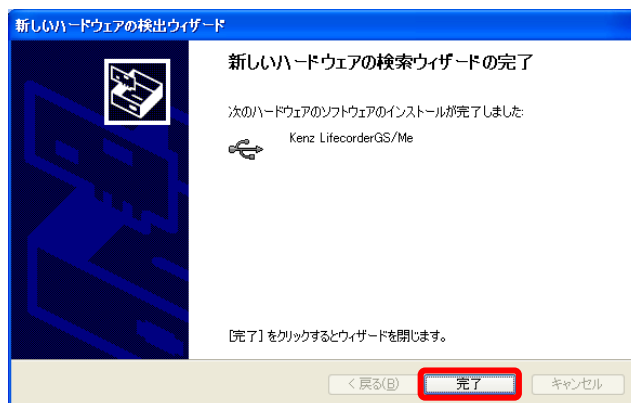 新しいハードウェアの検出ウィザード
新しいハードウェアの検索ウィザードの完了
次のハードウェアのソフトウェアのインストールが完了しました:
Kenz LifecorderGS/Me
[完了] をクリックするとウィザードを閉じます。
< 戻る(B)
完了
キャンセル